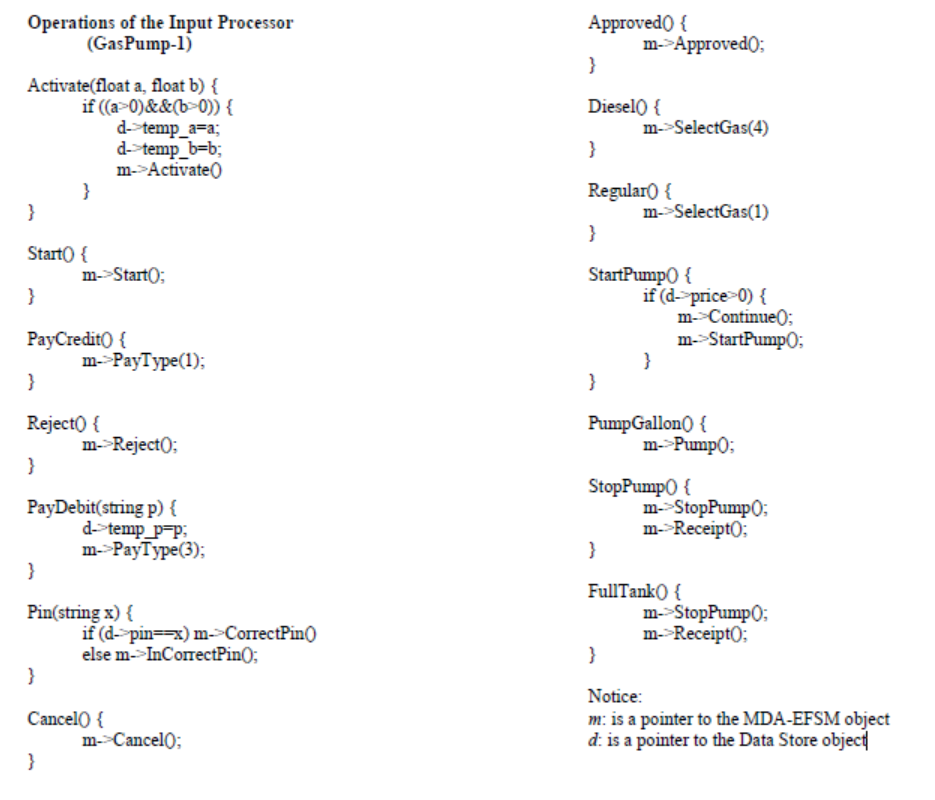 Operations of the Input Processor
(GasPump-1)
Activate(float a, float b) {
if ((a>0)&&(b>0)) {
d->temp_a=a;
d->temp_b=b;
m->Activate()
}
}
Start() {
m->Start();
}
PayCredit() {
m->PayType(1);
}
Reject() {
m->Reject();
}
PayDebit(string p) {
d->temp_p=p;
m->PayType(3);
}
Pin(string x) {
if (d->pin==x) m->CorrectPin()
else m->InCorrectPin();
}
Cancel() {
m->Cancel();
}
Approved() {
m->Approved();
}
Diesel() {
m->SelectGas(4)
}
Regular() {
m->SelectGas(1)
}
StartPump() {
if (d->price>0) {
m->Continue();
m->StartPump();
}
}
PumpGallon() {
m->Pump();
StopPump() {
m->StopPump();
m->Receipt();
}
FullTank() {
m->StopPump();
m->Receipt();
}
Notice:
m: is a pointer to the MDA-EFSM object
d: is a pointer to the Data Store object